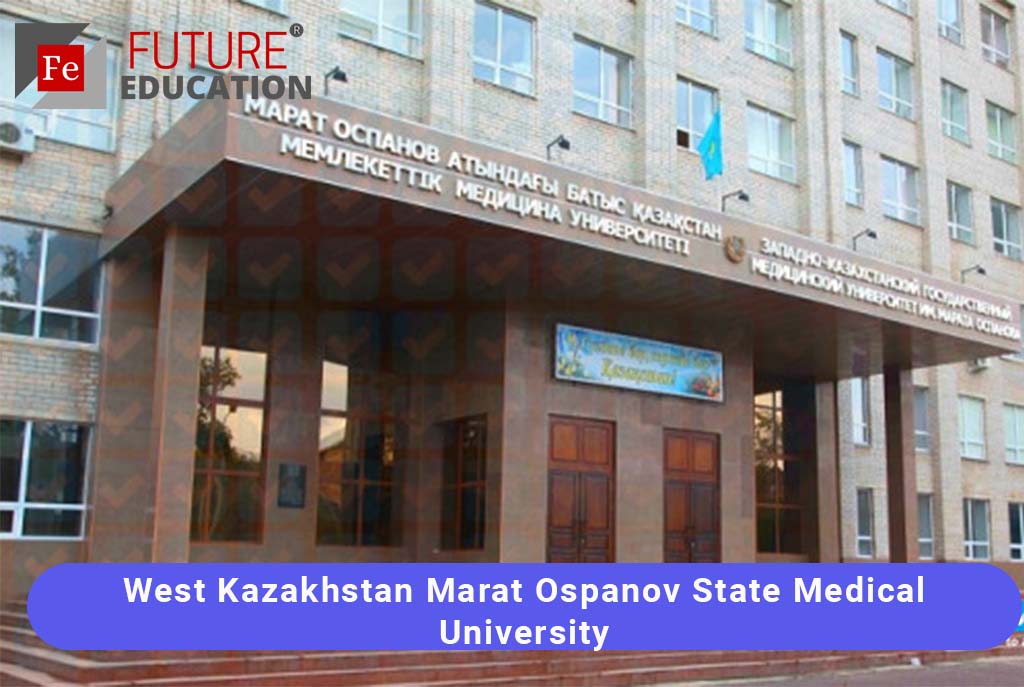 Fe
FUTURE®
EDUCATION
МАРАТ ОСПАНОВ АТЫНДАҒЫ БАТЫС ҚАЗАҚСТАН
МЕМЛЕКЕТТІК МЕДИЦИНА УНИВЕРСИТЕТІ
ЗАПАДНО-КАЗАХСТАНСКИЙ ГОСУДАРСТВЕННЫЙ
МЕДИЦИНСКИЙ УНИВЕРСИТЕТ ИМ. МАРАТА ОСПАНОВА
West Kazakhstan Marat Ospanov State Medical
University